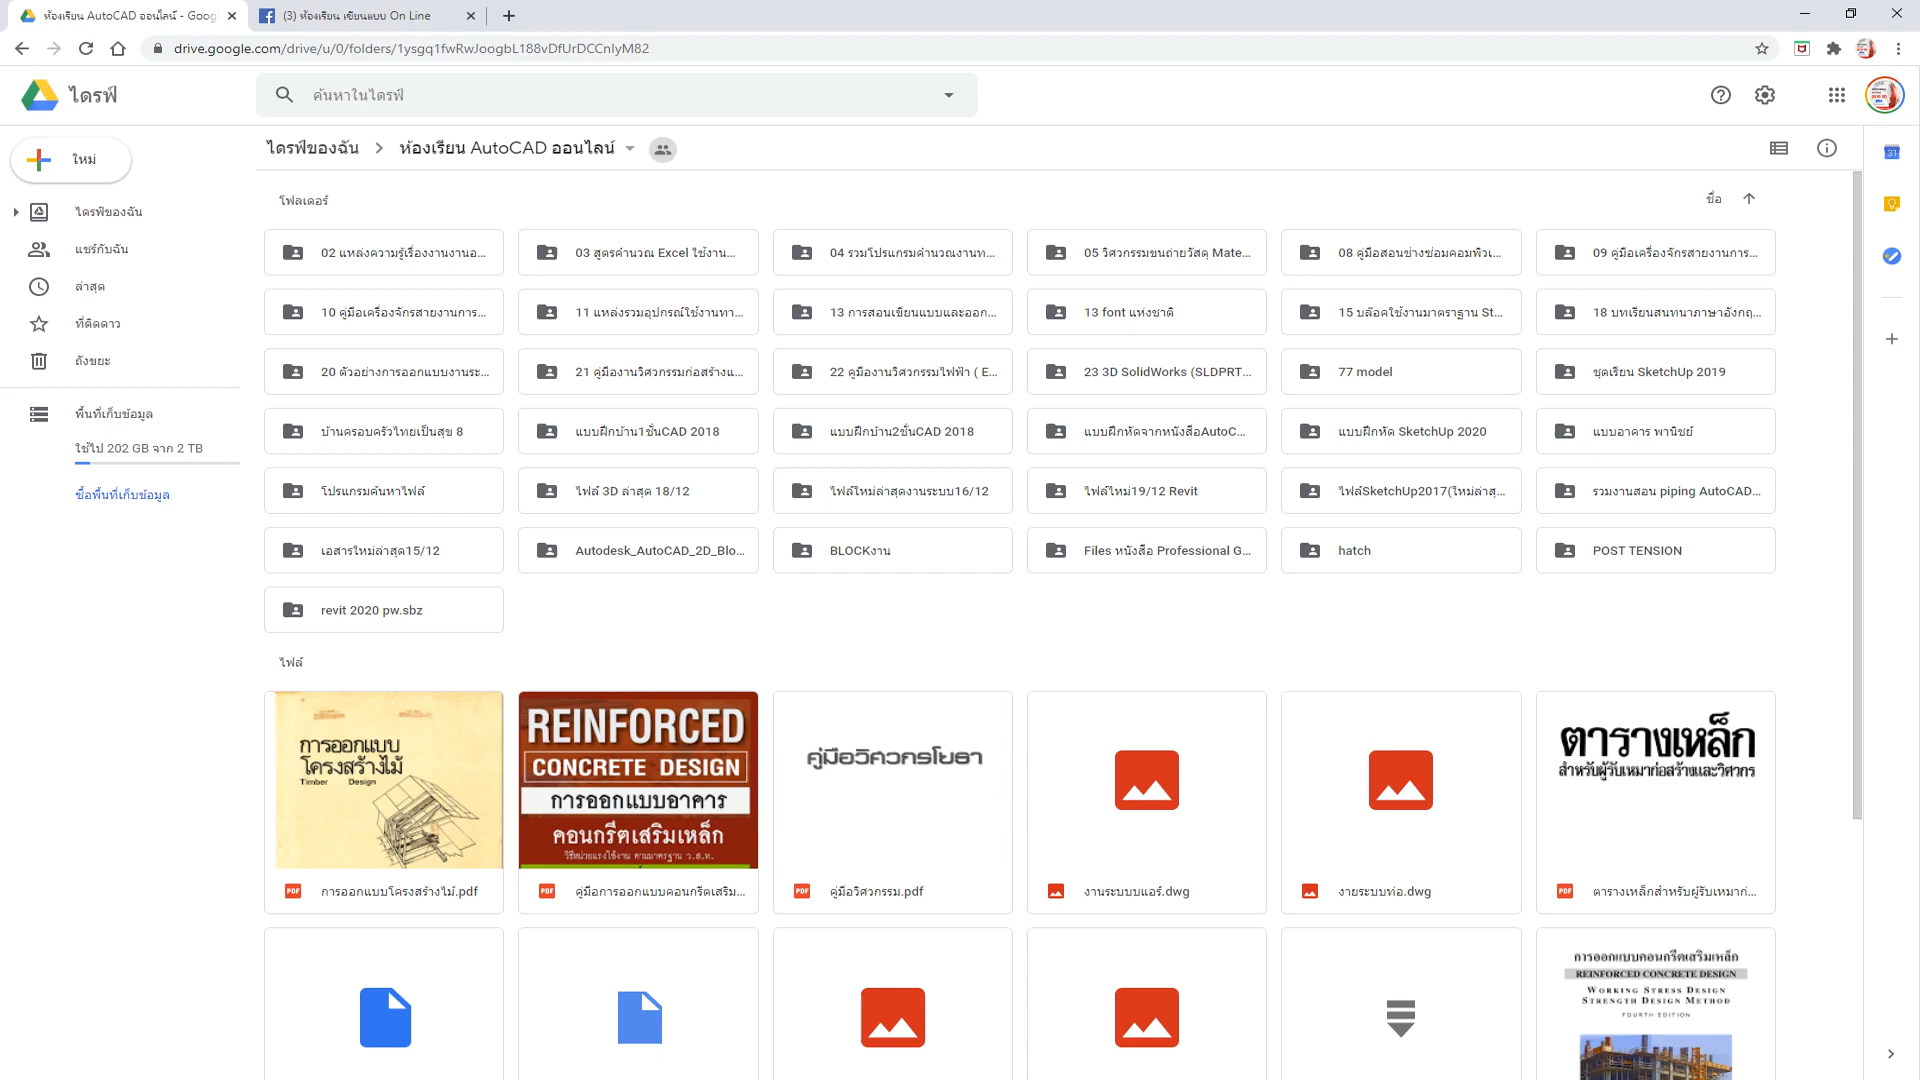 ห้องเรียน AutoCAD ออนไลน์ - Goog
(3) ห้องเรียน เขียนแบบ On Line
drive.google.com/drive/u/0/folders/1ysgq1fwRwJoogbL188vDfUrDCCnIyM82
ไดรฟ์
ค้นหาในไดรฟ์
ใหม่
ไดรฟ์ของฉัน
แชร์กับฉัน
ล่าสุด
ที่ติดดาว
ถังขยะ
พื้นที่เก็บข้อมูล
ใช้ไป 202 GB จาก 2 TB
ซื้อพื้นที่เก็บข้อมูล
ไดรฟ์ของฉัน
ห้องเรียน AutoCAD ออนไลน์
โฟลเดอร์
ชื่อ
02 แหล่งความรู้เรื่องงานงานอ...
03 สูตรคำนวณ Excel ใช้งาน...
04 รวมโปรแกรมคำนวณงานท...
05 วิศวกรรมขนถ่ายวัสดุ Mate...
08 คู่มือสอนช่างซ่อมคอมพิวเ...
09 คู่มือเครื่องจักรสายงานการ...
10 คู่มือเครื่องจักรสายงานการ...
11 แหล่งรวมอุปกรณ์ใช้งานทา...
13 การสอนเขียนแบบและออก...
13 font แห่งชาติ
15 บล๊อคใช้งานมาตราฐาน St...
18 บทเรียนสนทนาภาษาอังกฤ...
20 ตัวอย่างการออกแบบงานระ...
21 คู่มืองานวิศวกรรมก่อสร้างแ...
22 คู่มืองานวิศวกรรมไฟฟ้า ( E...
23 3D SolidWorks (SLDPRT...
77 model
ชุดเรียน SketchUp 2019
บ้านครอบครัวไทยเป็นสุข 8
แบบฝึกบ้าน1ชั้นCAD 2018
แบบฝึกบ้าน2ชั้นCAD 2018
แบบฝึกหัดจากหนังสือAutoC...
แบบฝึกหัด SketchUp 2020
แบบอาคาร พานิชย์
โปรแกรมค้นหาไฟล์
ไฟล์ 3D ล่าสุด 18/12
ไฟล์ใหม่ล่าสุดงานระบบ16/12
ไฟล์ใหม่19/12 Revit
ไฟล์SketchUp2017(ใหม่ล่าสุ...
รวมงานสอน piping AutoCAD...
เอสารใหม่ล่าสุด15/12
Autodesk_AutoCAD_2D_Blo...
BLOCKงาน
Files หนังสือ Professional G...
hatch
POST TENSION
revit 2020 pw.sbz
ไฟล์
การออกแบบ
โครงสร้างไม้
Timber Design
REINFORCED
CONCRETE DESIGN
การออกแบบอาคาร
คอนกรีตเสริมเหล็ก
วิธีหน่วยแรงใช้งาน ตามมาตรฐาน ว.ส.ท.
คู่มือวิศวกรโยธา
ตารางเหล็ก
สำหรับผู้รับเหมาก่อสร้างและวิศวกร
การออกแบบโครงสร้างไม้.pdf
คู่มือการออกแบบคอนกรีตเสริม...
คู่มือวิศวกรรม.pdf
งานระบบบแอร์.dwg
งายระบบท่อ.dwg
ตารางเหล็กสำหรับผู้รับเหมาก่...
การออกแบบคอนกรีตเสริมเหล็ก
REINFORCED CONCRETE DESIGN
WORKING STRESS DESIGN
STRENGTH DESIGN METHOD
FOURTH EDITION